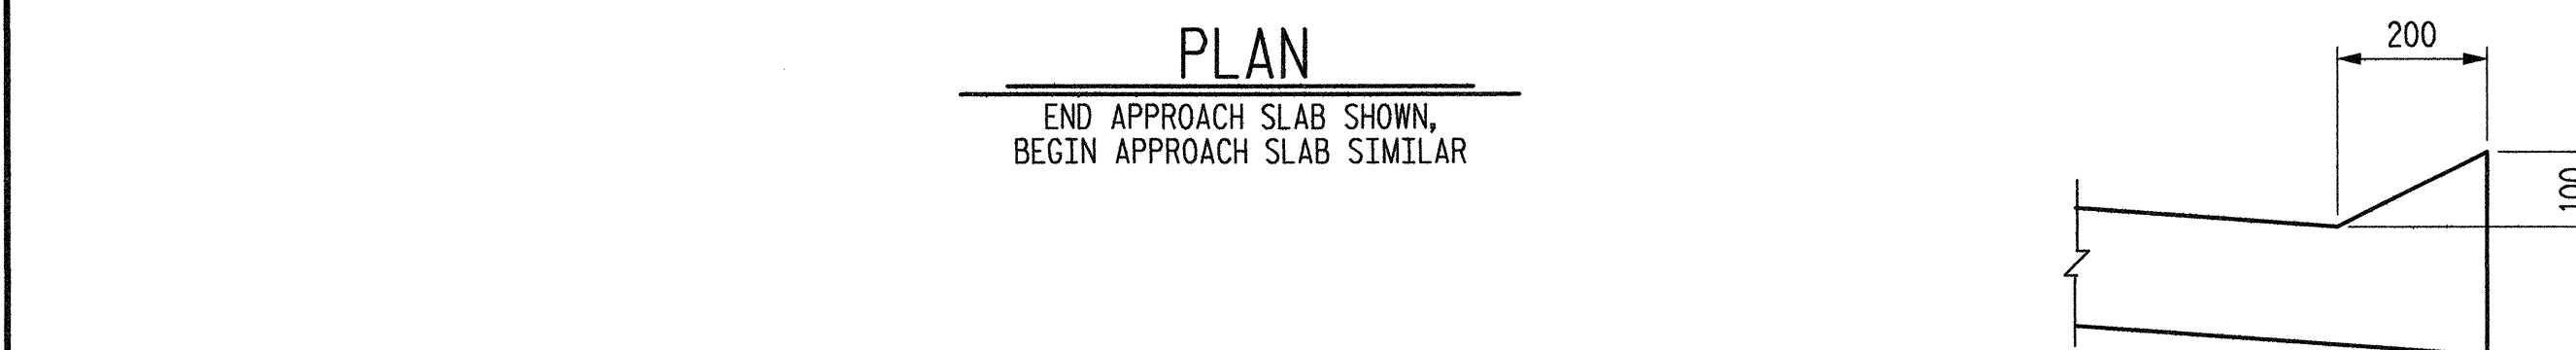 PLAN
END APPROACH SLAB SHOWN,
BEGIN APPROACH SLAB SIMILAR
200
100